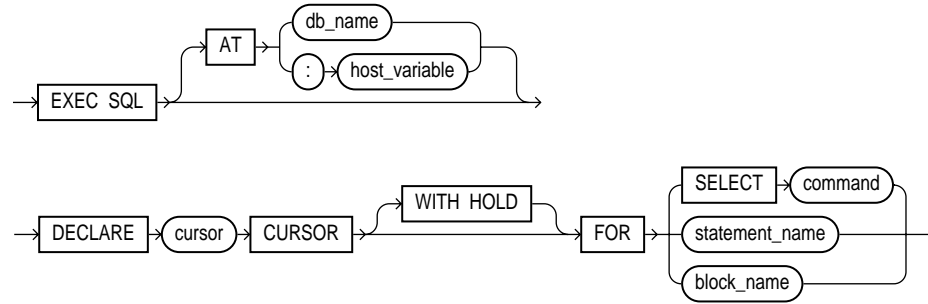 db_name
AT
: host_variable
EXEC SQL
WITH HOLD
SELECT command
DECLARE cursor CURSOR FOR statement_name
block_name